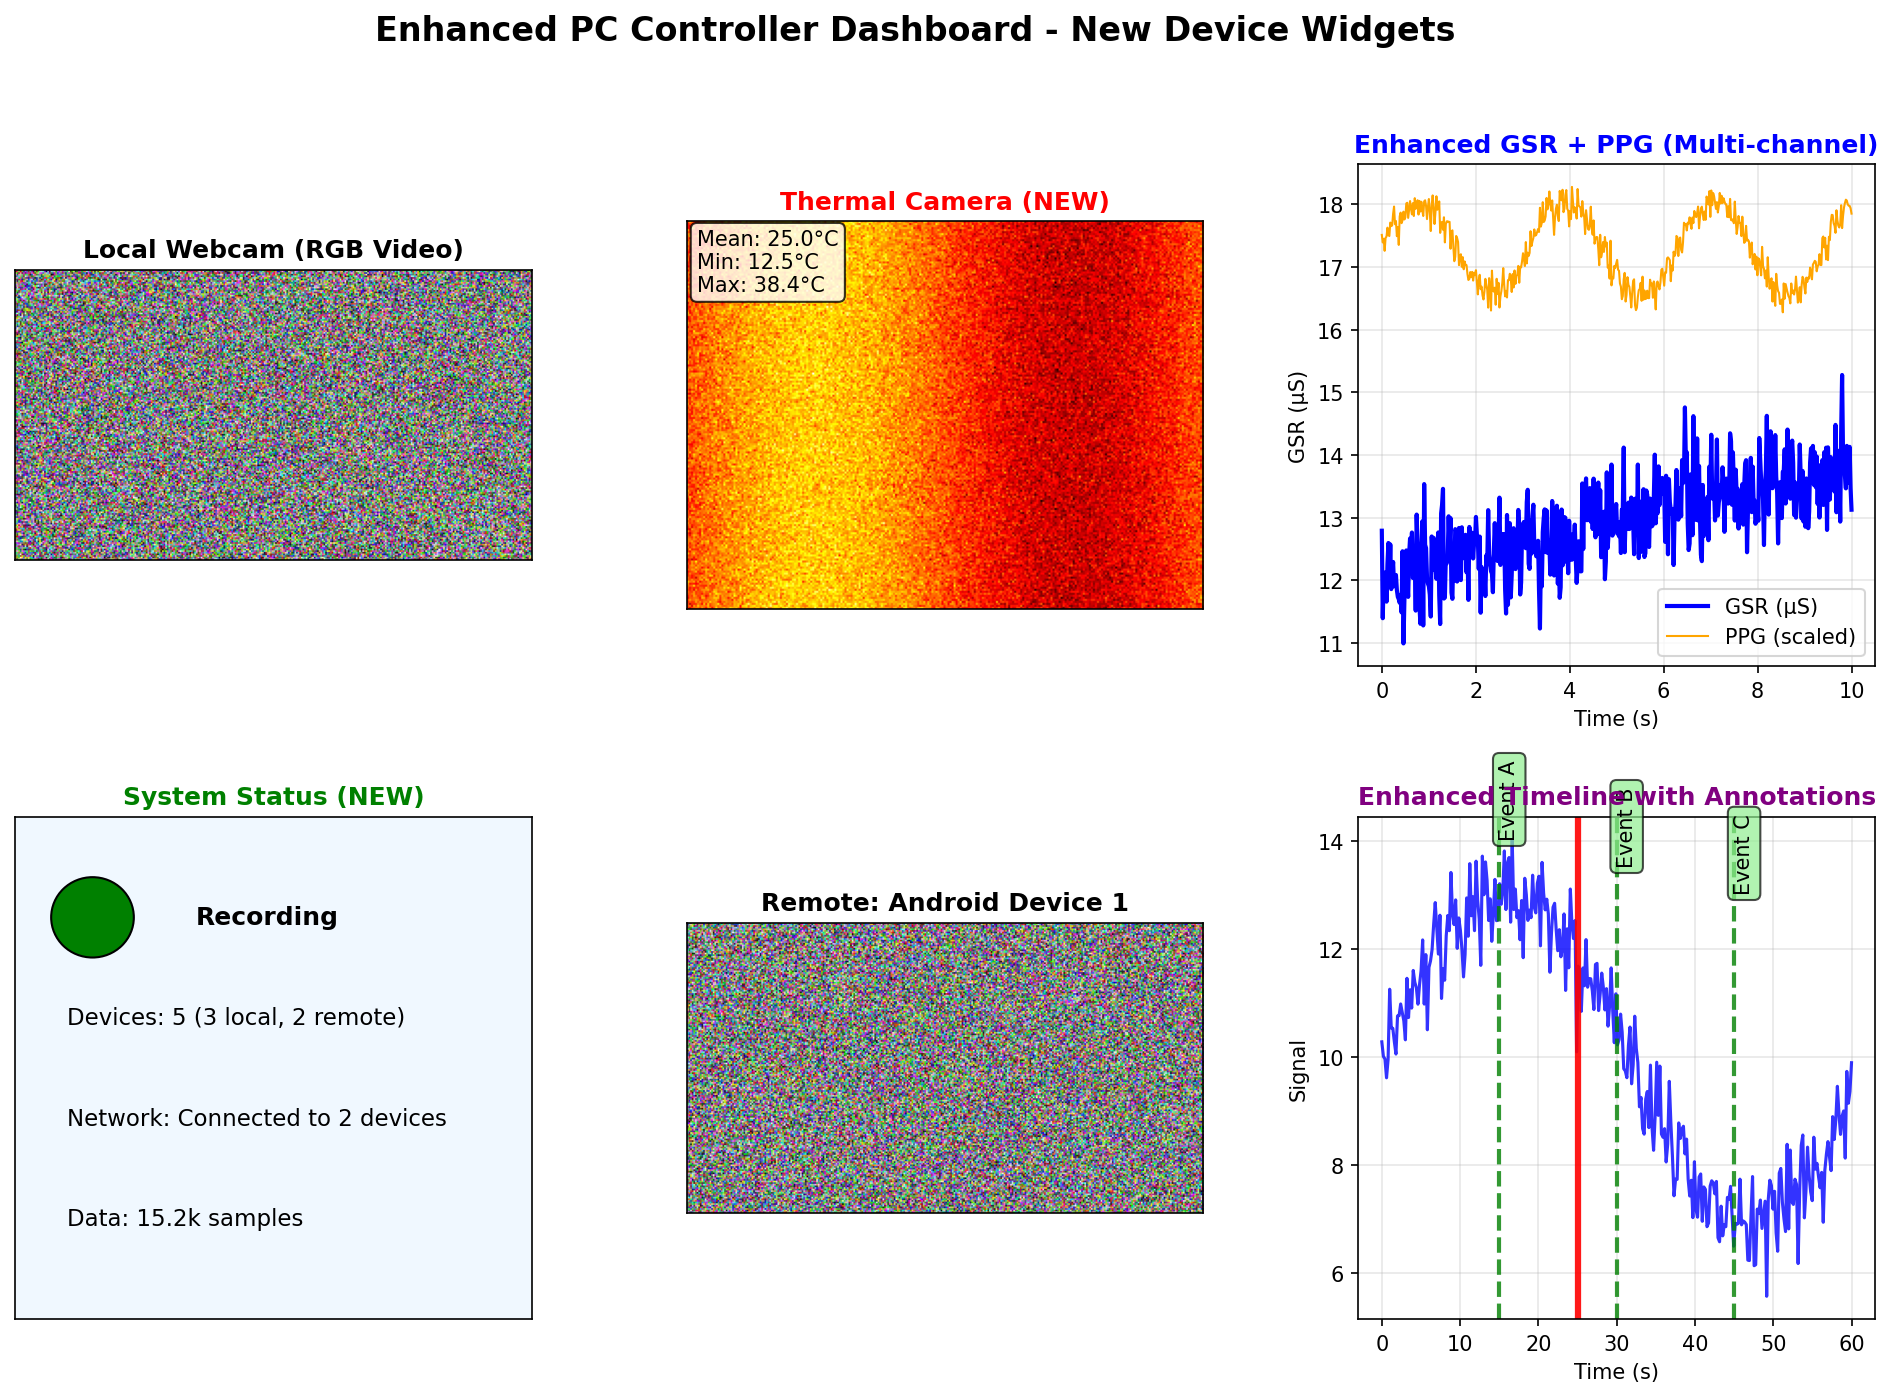 Enhanced PC Controller Dashboard - New Device Widgets
Local Webcam (RGB Video)
Thermal Camera (NEW)
Mean: 25.0°C
Min: 12.5°C
Max: 38.4°C
Enhanced GSR + PPG (Multi-channel)
GSR (µS)
18
17
16
15
14
13
12
11
GSR (µS)
PPG (scaled)
0 2 4 6 8 10
Time (s)
System Status (NEW)
Recording
Devices: 5 (3 local, 2 remote)
Network: Connected to 2 devices
Data: 15.2k samples
Remote: Android Device 1
Enhanced Timeline with Annotations
Event A
Event B
Event C
Signal
14
12
10
8
6
0 10 20 30 40 50 60
Time (s)